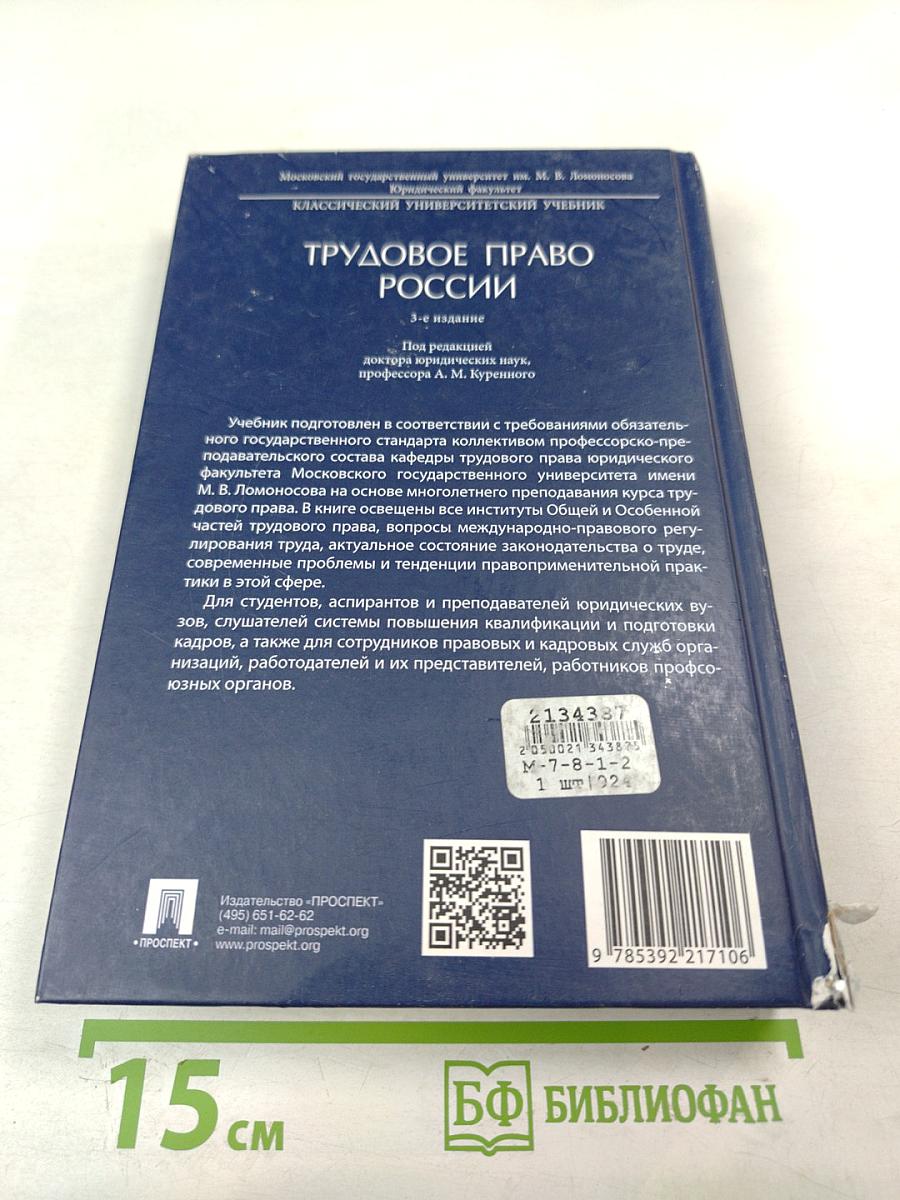 Московский государственный университет им. М. В. Ломоносова
Юридический факультет
КЛАССИЧЕСКИЙ УНИВЕРСИТЕТСКИЙ УЧЕБНИК
ТРУДОВОЕ ПРАВО
РОССИИ
3-е издание
Под редакцией
доктора юридических наук,
профессора А. М. Куренного
Учебник подготовлен в соответствии с требованиями обязатель-
ного государственного стандарта коллективом профессорско-пре-
подавательского состава кафедры трудового права юридического
факультета Московского государственного университета имени
М. В. Ломоносова на основе многолетнего преподавания курса тру-
дового права. В книге освещены все институты Общей и Особенной
частей трудового права, вопросы международно-правового регу-
лирования труда, актуальное состояние законодательства о труде,
современные проблемы и тенденции правоприменительной прак-
тики в этой сфере.
Для студентов, аспирантов и преподавателей юридических ву-
зов, слушателей системы повышения квалификации и подготовки
кадров, а также для сотрудников правовых и кадровых служб орга-
низаций, работодателей и их представителей, работников профсо-
юзных органов.
2134387
2 050021 343875
М-7-8-1-2
1 шт|924
• ПРОСПЕКТ •
Издательство «ПРОСПЕКТ»
(495) 651-62-62
e-mail: mail@prospekt.org
www.prospekt.org
9 785392 217106
15 см
БФ БИБЛИОФАН